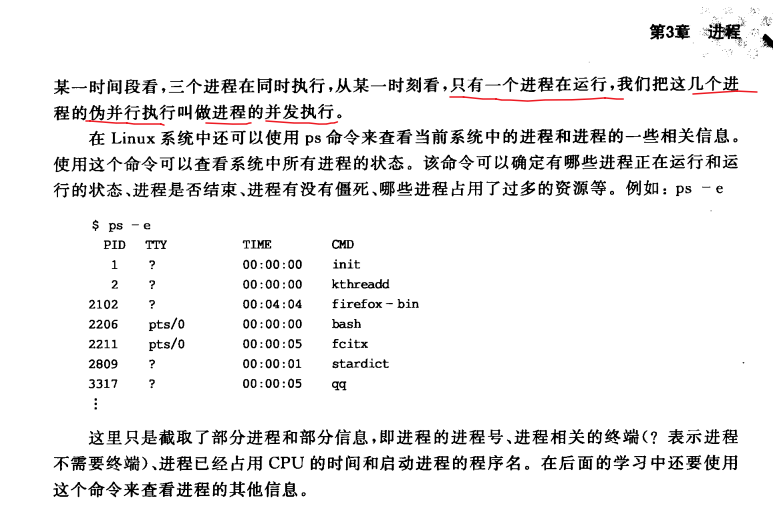 第3章 进程
某一时间段看,三个进程在同时执行,从某一时刻看,只有一个进程在运行,我们把这几个进
程的伪并行执行叫做进程的并发执行。
在 Linux 系统中还可以使用 ps 命令来查看当前系统中的进程和进程的一些相关信息。
使用这个命令可以查看系统中所有进程的状态。该命令可以确定有哪些进程正在运行和运
行的状态、进程是否结束、进程有没有僵死、哪些进程占用了过多的资源等。例如: ps －e
$ ps －e
PID TTY TIME CMD
1 ? 00:00:00 init
2 ? 00:00:00 kthreadd
2102 ? 00:04:04 firefox－bin
2206 pts/0 00:00:00 bash
2211 pts/0 00:00:05 fcitx
2809 ? 00:00:01 stardict
3317 ? 00:00:05 qq
⋮
这里只是截取了部分进程和部分信息,即进程的进程号、进程相关的终端(? 表示进程
不需要终端)、进程已经占用 CPU 的时间和启动进程的程序名。在后面的学习中还要使用
这个命令来查看进程的其他信息。